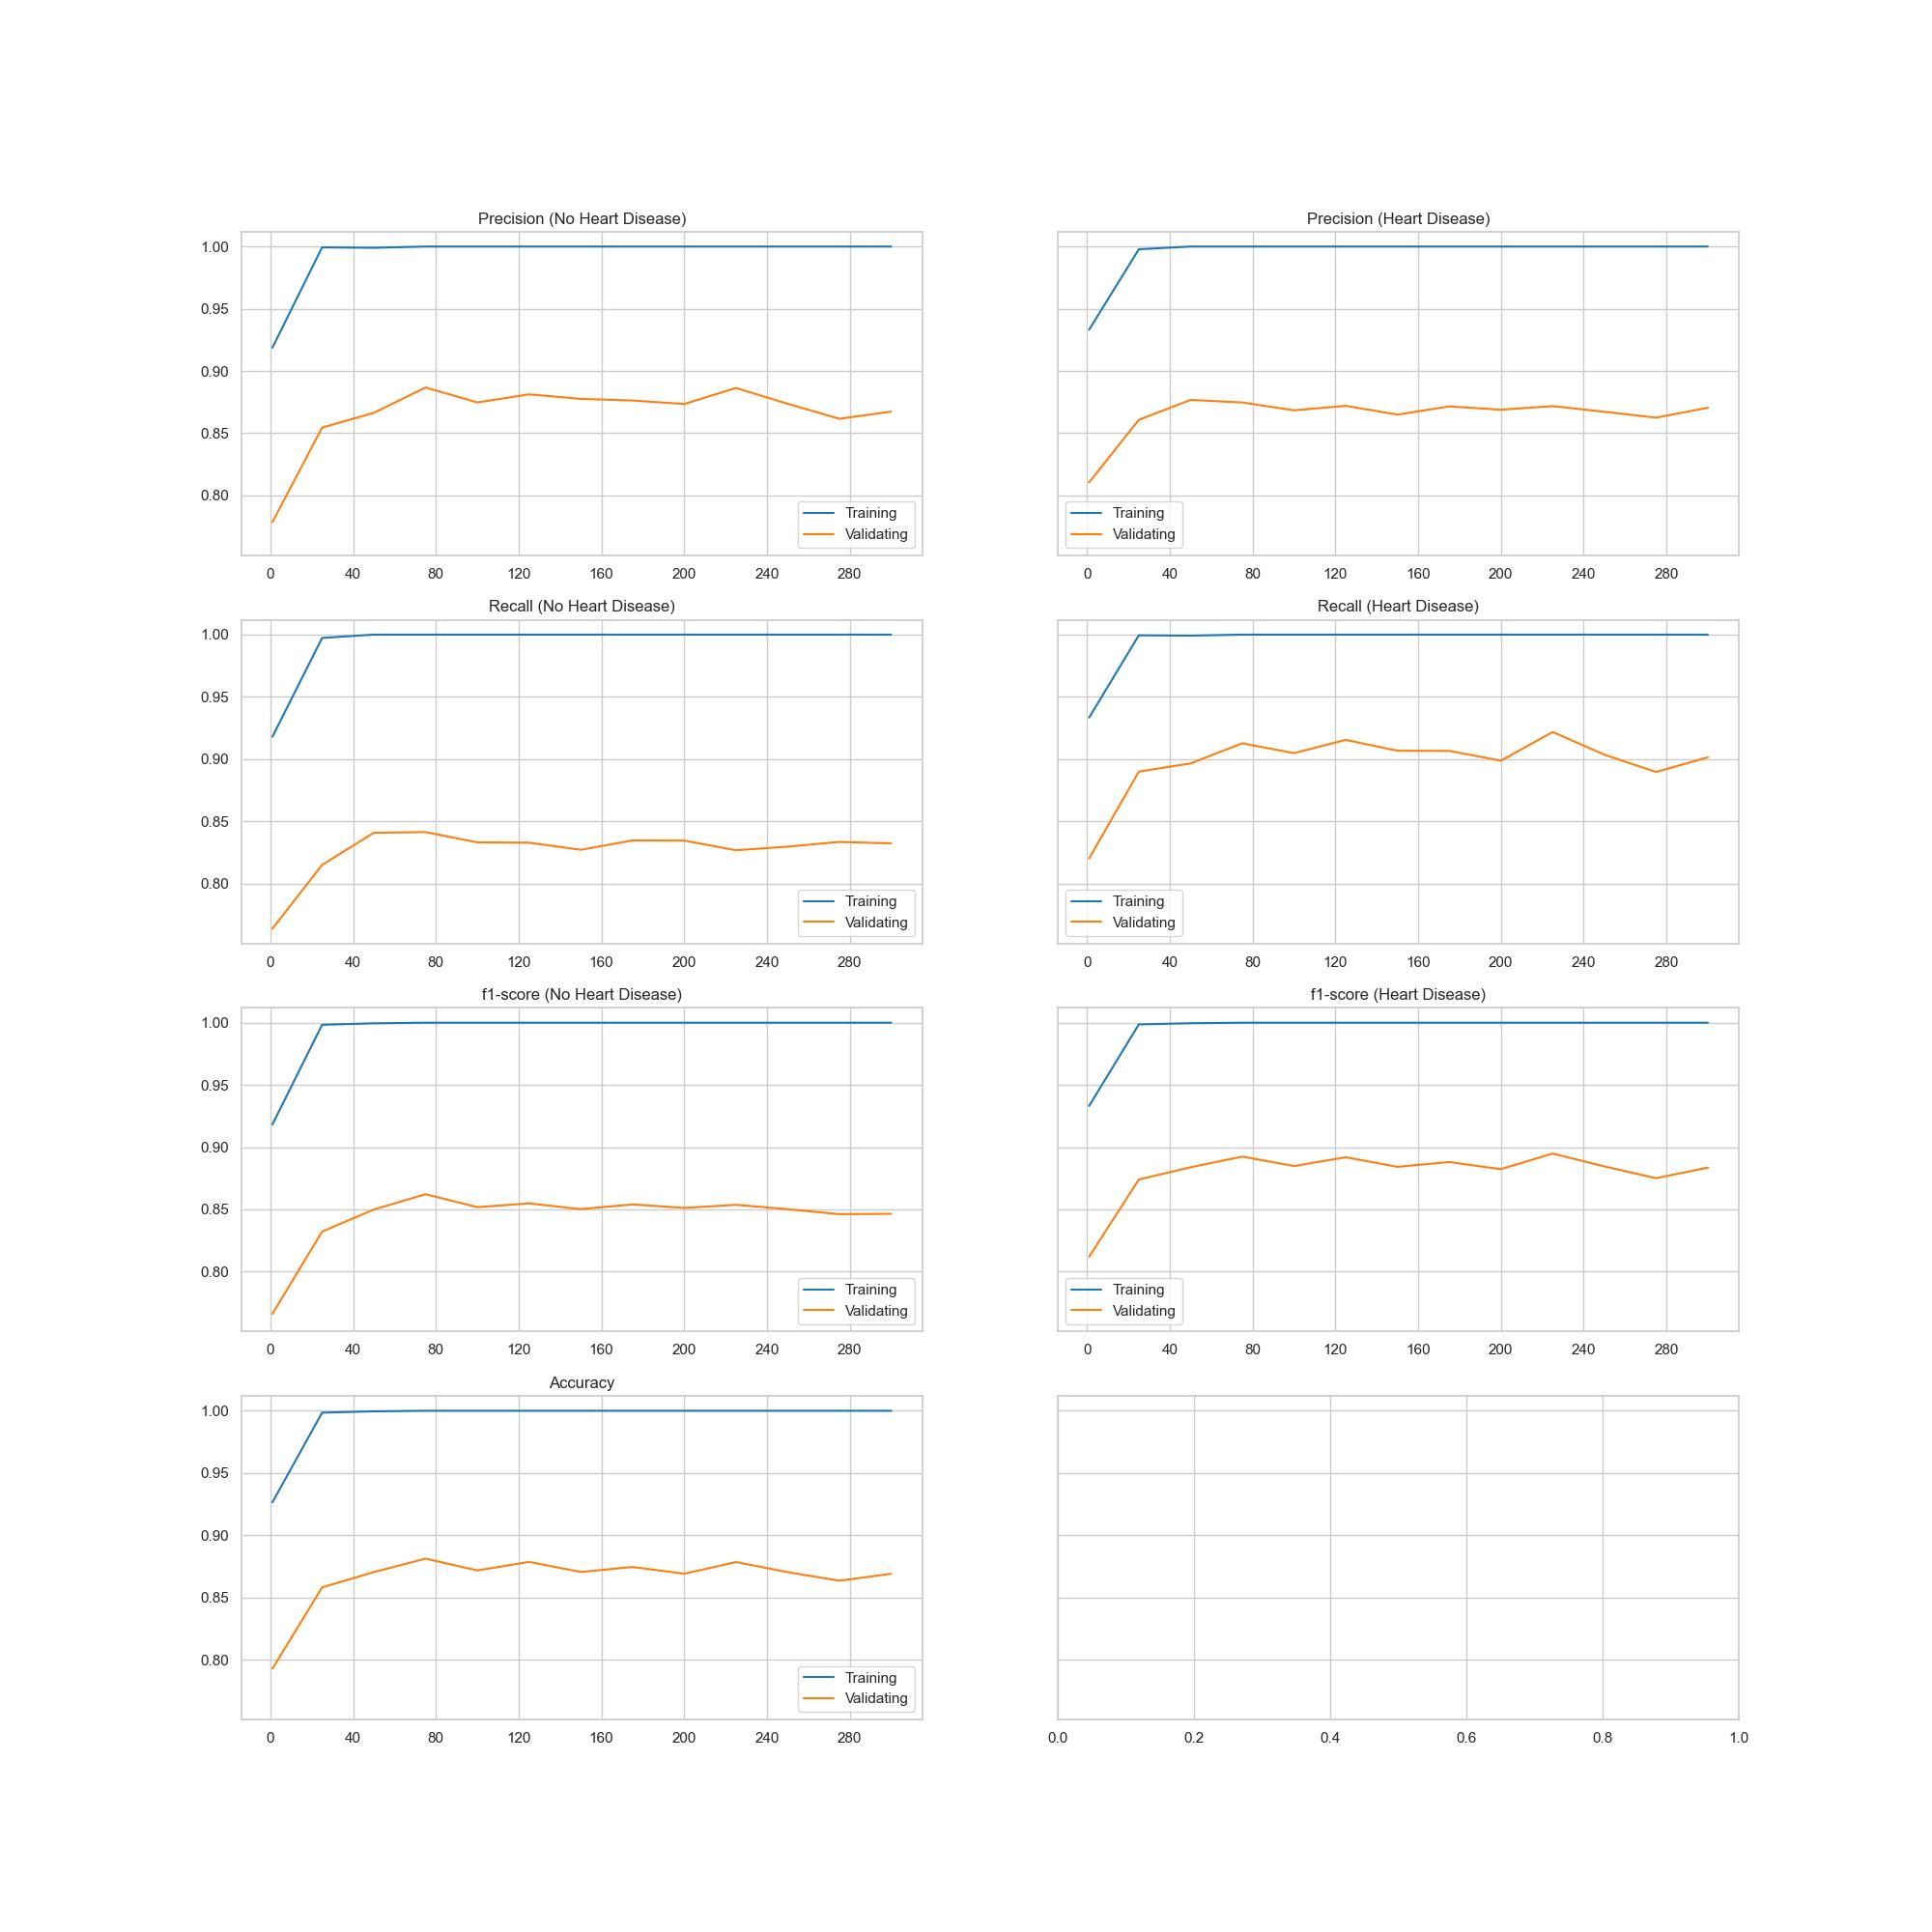 Precision (No Heart Disease)
1.00
0.95
0.90
0.85
0.80
Training
Validating
0 40 80 120 160 200 240 280
Precision (Heart Disease)
Training
Validating
0 40 80 120 160 200 240 280
Recall (No Heart Disease)
1.00
0.95
0.90
0.85
0.80
Training
Validating
0 40 80 120 160 200 240 280
Recall (Heart Disease)
Training
Validating
0 40 80 120 160 200 240 280
f1-score (No Heart Disease)
1.00
0.95
0.90
0.85
0.80
Training
Validating
0 40 80 120 160 200 240 280
f1-score (Heart Disease)
Training
Validating
0 40 80 120 160 200 240 280
Accuracy
1.00
0.95
0.90
0.85
0.80
Training
Validating
0 40 80 120 160 200 240 280
0.0 0.2 0.4 0.6 0.8 1.0